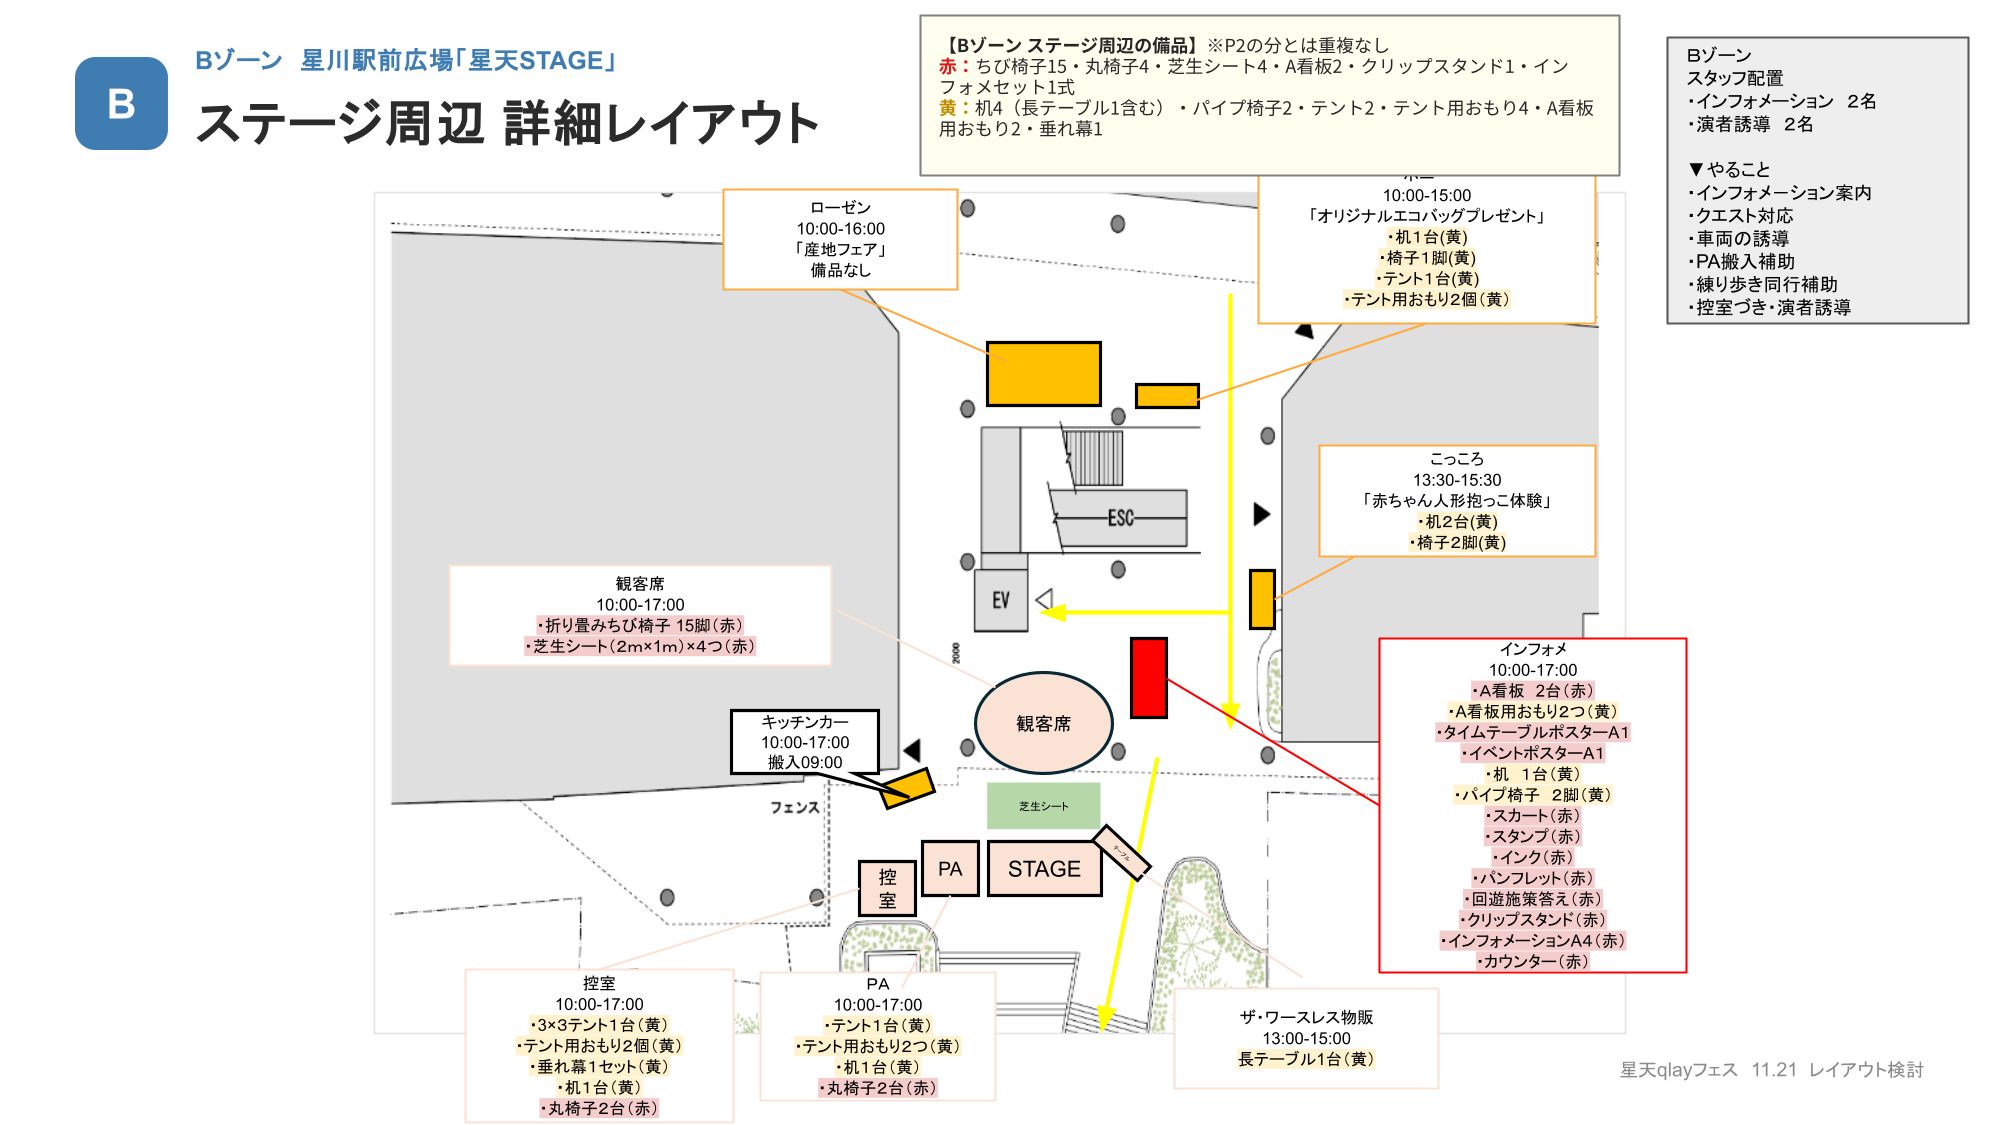 B
Bゾーン 星川駅前広場「星天STAGE」
ステージ周辺 詳細レイアウト
【Bゾーン ステージ周辺の備品】※P2の分とは重複なし
赤：ちび椅子15・丸椅子4・芝生シート4・A看板2・クリップスタンド1・イン
フォメセット1式
黄：机4（長テーブル1含む）・パイプ椅子2・テント2・テント用おもり4・A看板
用おもり2・垂れ幕1
Bゾーン
スタッフ配置
・インフォメーション 2名
・演者誘導 2名
▼やること
・インフォメーション案内
・クエスト対応
・車両の誘導
・PA搬入補助
・練り歩き同行補助
・控室づき・演者誘導
ローゼン
10:00-16:00
「産地フェア」
備品なし
10:00-15:00
「オリジナルエコバッグプレゼント」
・机1台(黄)
・椅子1脚(黄)
・テント1台(黄)
・テント用おもり2個(黄)
こっころ
13:30-15:30
「赤ちゃん人形抱っこ体験」
・机2台(黄)
・椅子2脚(黄)
ESC
EV
2000
観客席
10:00-17:00
・折り畳みちび椅子 15脚(赤)
・芝生シート(2m×1m)×4つ(赤)
観客席
キッチンカー
10:00-17:00
搬入09:00
フェンス
芝生シート
テーブル
STAGE
PA
控
室
インフォメ
10:00-17:00
・A看板 2台(赤)
・A看板用おもり2つ(黄)
・タイムテーブルポスターA1
・イベントポスターA1
・机 1台(黄)
・パイプ椅子 2脚(黄)
・スカート(赤)
・スタンプ(赤)
・インク(赤)
・パンフレット(赤)
・回遊施策答え(赤)
・クリップスタンド(赤)
・インフォメーションA4(赤)
・カウンター(赤)
控室
10:00-17:00
・3×3テント1台(黄)
・テント用おもり2個(黄)
・垂れ幕1セット(黄)
・机1台(黄)
・丸椅子2台(赤)
PA
10:00-17:00
・テント1台(黄)
・テント用おもり2つ(黄)
・机1台(黄)
・丸椅子2台(赤)
ザ・ワースレス物販
13:00-15:00
長テーブル1台(黄)
星天qlayフェス 11.21 レイアウト検討